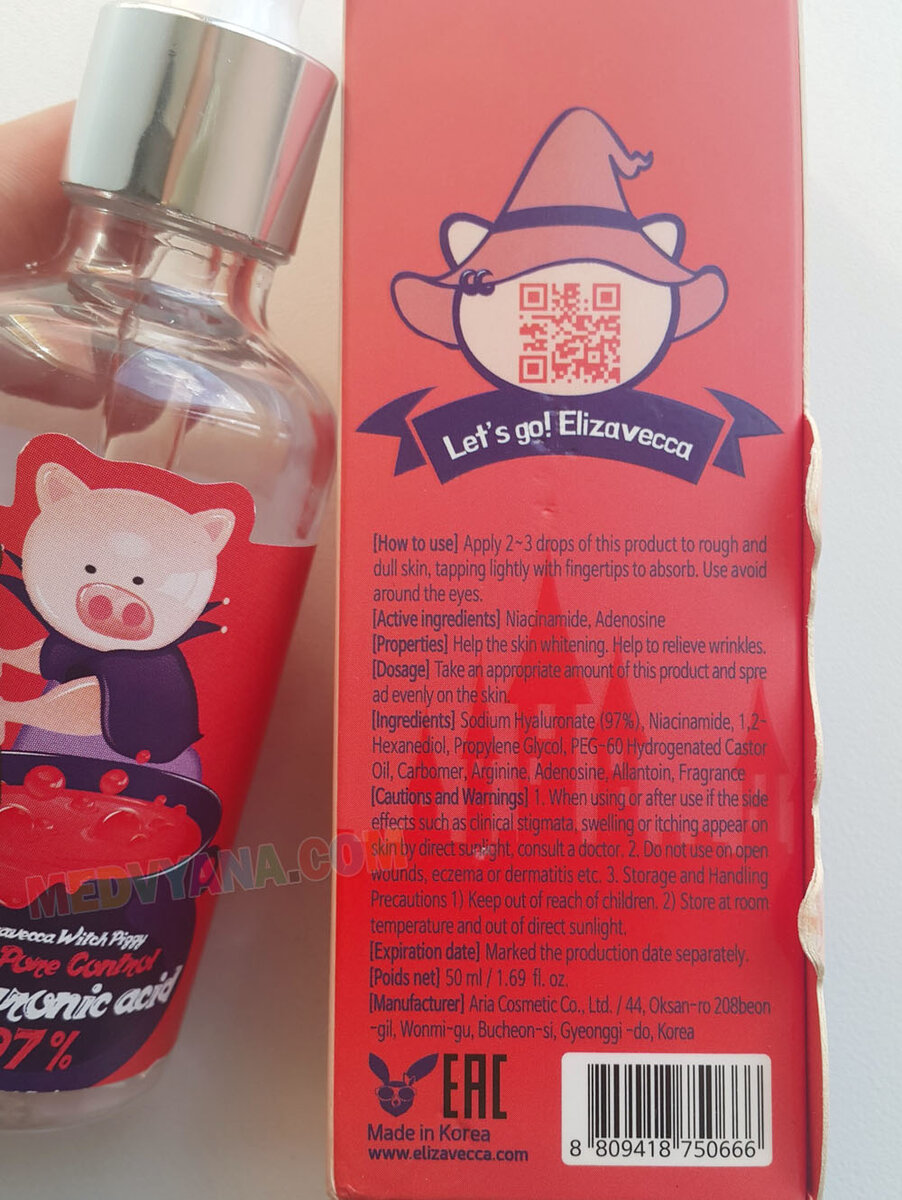 Let's go! Elizavecca
[How to use] Apply 2~3 drops of this product to rough and
dull skin, tapping lightly with fingertips to absorb. Use avoid
around the eyes.
[Active ingredients] Niacinamide, Adenosine
[Properties] Help the skin whitening. Help to relieve wrinkles.
[Dosage] Take an appropriate amount of this product and spre
ad evenly on the skin.
[Ingredients] Sodium Hyaluronate (97%), Niacinamide, 1,2-
Hexanediol, Propylene Glycol, PEG-60 Hydrogenated Castor
Oil, Carbomer, Arginine, Adenosine, Allantoin, Fragrance
[Cautions and Warnings] 1. When using or after use if the side
effects such as clinical stigmata, swelling or itching appear on
skin by direct sunlight, consult a doctor. 2. Do not use on open
wounds, eczema or dermatitis etc. 3. Storage and Handling
Precautions 1) Keep out of reach of children. 2) Store at room
temperature and out of direct sunlight.
[Expiration date] Marked the production date separately.
[Poids net] 50 ml / 1.69 fl. oz.
[Manufacturer] Aria Cosmetic Co., Ltd. / 44, Oksan-ro 208beon
-gil, Wonmi-gu, Bucheon-si, Gyeonggi -do, Korea
EAC
Made in Korea
www.elizavecca.com
8 809418 750666
MEDVYANA.COM
avecca Witch Piggy
Pore Control
uronic acid
97%